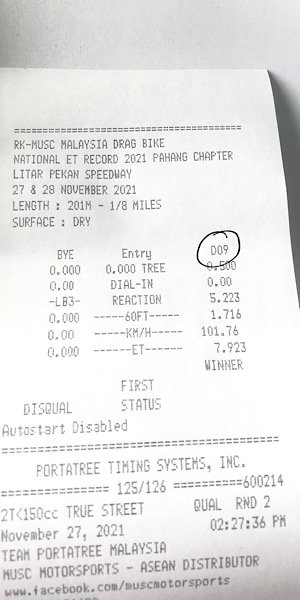 ========================================
RK-MUSC MALAYSIA DRAG BIKE
NATIONAL ET RECORD 2021 PAHANG CHAPTER
LITAR PEKAN SPEEDWAY
27 & 28 NOVEMBER 2021
LENGTH : 201M - 1/8 MILES
SURFACE : DRY
========================================
BYE Entry DQ9
0.000 0.000 TREE 0.500
0.00 DIAL-IN 0.00
-LB3- REACTION 5.223
0.000 -----60FT----- 1.716
0.00 -----KM/H----- 101.76
0.000 ------ET------ 7.923
WINNER
FIRST
DISQUAL STATUS
Autostart Disabled
========================================
PORTATREE TIMING SYSTEMS, INC.
============== 125/126 ==========600214
2T<150cc TRUE STREET QUAL RND 2
November 27, 2021 02:27:36 PM
TEAM PORTATREE MALAYSIA
MUSC MOTORSPORTS - ASEAN DISTRIBUTOR
www.facebook.com/muscmotorsports